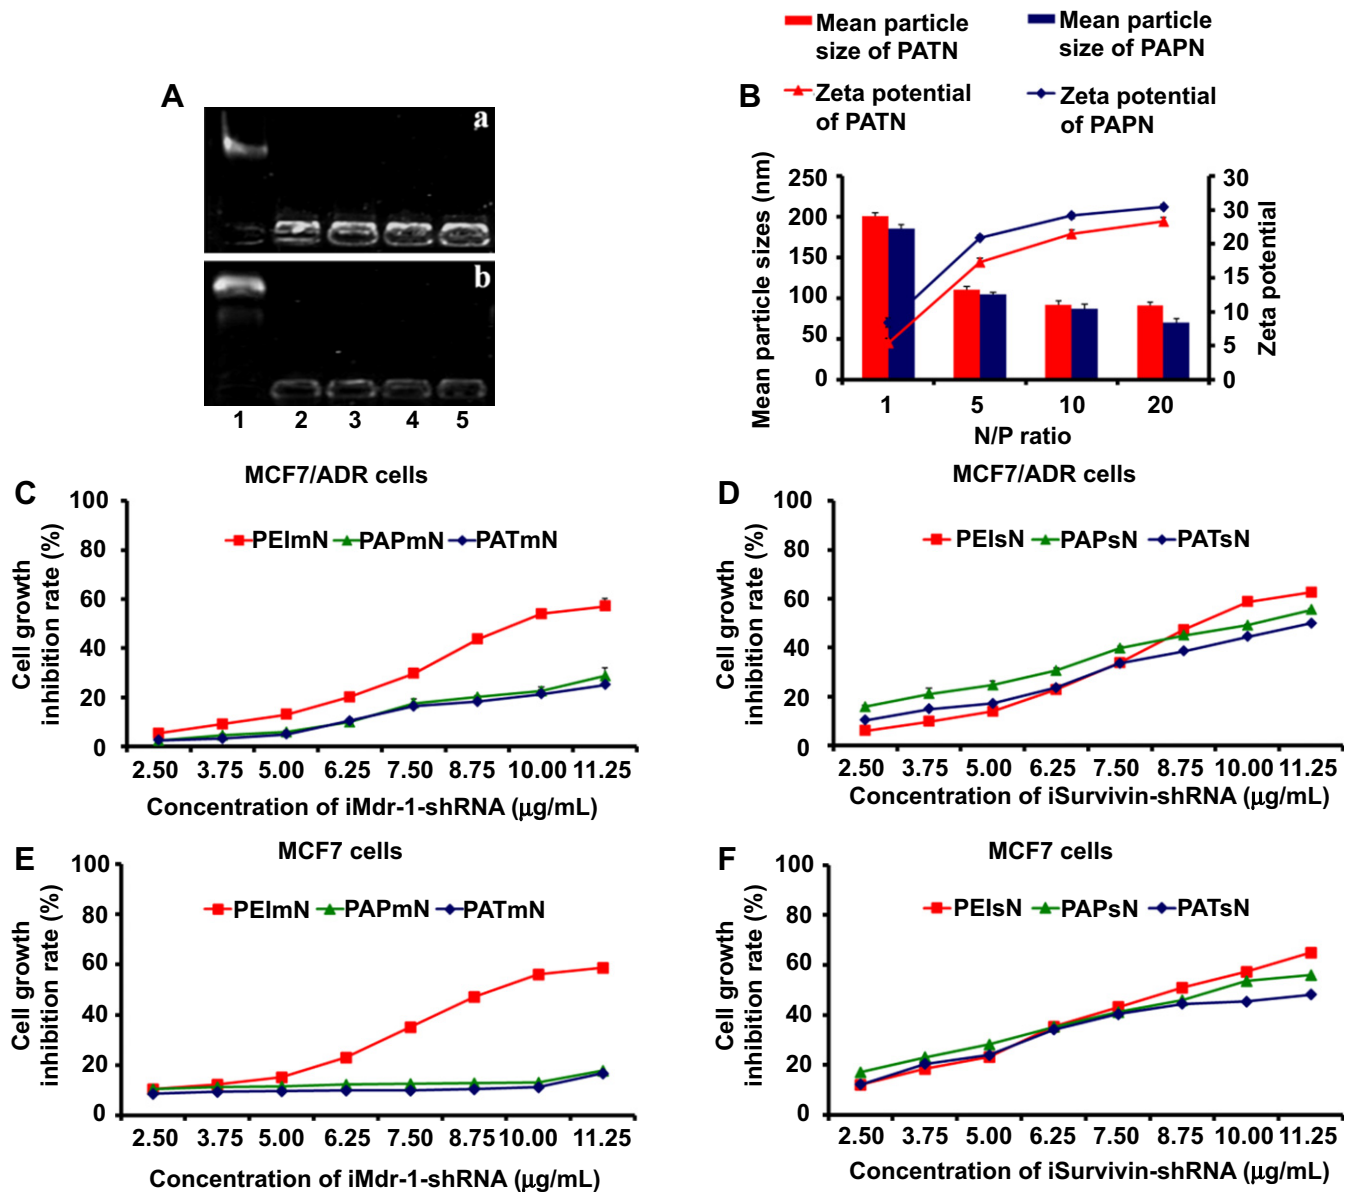 Mean particle
size of PATN
Mean particle
size of PAPN
Zeta potential
of PATN
Zeta potential
of PAPN
A
a
b
1 2 3 4 5
B
Mean particle sizes (nm)
250
200
150
100
50
0
30
30
20
15
10
5
0
Zeta potential
1 5 10 20
N/P ratio
C
MCF7/ADR cells
PEImN PAPmN PATmN
Cell growth
inhibition rate (%)
100
80
60
40
20
0
2.50 3.75 5.00 6.25 7.50 8.75 10.00 11.25
Concentration of iMdr-1-shRNA (µg/mL)
D
MCF7/ADR cells
PEIsN PAPsN PATsN
Cell growth
inhibition rate (%)
100
80
60
40
20
0
2.50 3.75 5.00 6.25 7.50 8.75 10.00 11.25
Concentration of iSurvivin-shRNA (µg/mL)
E
MCF7 cells
PEImN PAPmN PATmN
Cell growth
inhibition rate (%)
100
80
60
40
20
0
2.50 3.75 5.00 6.25 7.50 8.75 10.00 11.25
Concentration of iMdr-1-shRNA (µg/mL)
F
MCF7 cells
PEIsN PAPsN PATsN
Cell growth
inhibition rate (%)
100
80
60
40
20
0
2.50 3.75 5.00 6.25 7.50 8.75 10.00 11.25
Concentration of iSurvivin-shRNA (µg/mL)